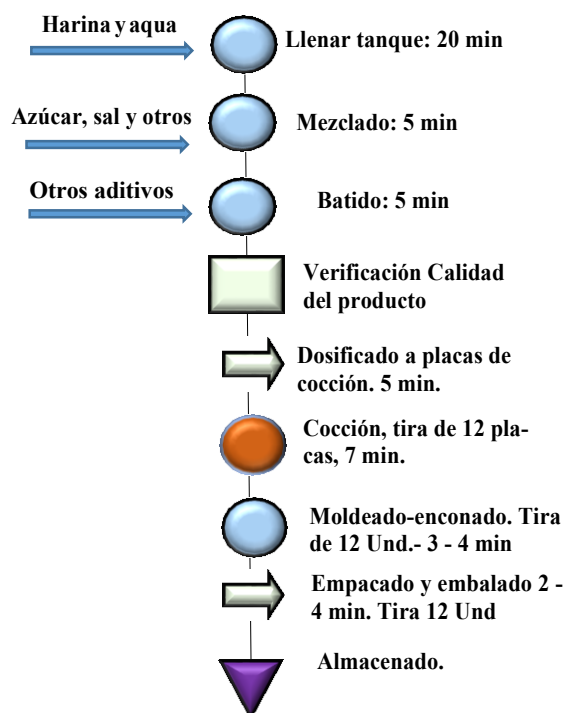 Harina y aqua
Llenar tanque: 20 min
Azúcar, sal y otros
Mezclado: 5 min
Otros aditivos
Batido: 5 min
Verificación Calidad
del producto
Dosificado a placas de
cocción. 5 min.
Cocción, tira de 12 pla-
cas, 7 min.
Moldeado-enconado. Tira
de 12 Und.- 3 - 4 min
Empacado y embalado 2 -
4 min. Tira 12 Und
Almacenado.